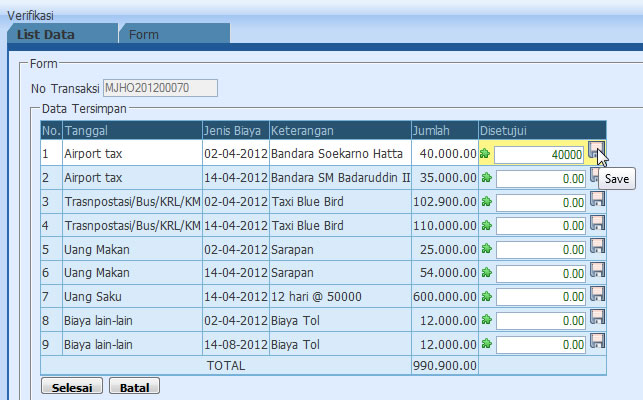 Verifikasi
List Data Form
Form
No Transaksi MJHO201200070
Data Tersimpan
No. Tanggal Jenis Biaya Keterangan Jumlah Disetujui
1 Airport tax 02-04-2012 Bandara Soekarno Hatta 40.000.00 40000
2 Airport tax 14-04-2012 Bandara SM Badaruddin II 35.000.00 0.00
Save
3 Trasnpostasi/Bus/KRL/KM 02-04-2012 Taxi Blue Bird 102.900.00 0.00
4 Trasnpostasi/Bus/KRL/KM 14-04-2012 Taxi Blue Bird 110.000.00 0.00
5 Uang Makan 02-04-2012 Sarapan 25.000.00 0.00
6 Uang Makan 14-04-2012 Sarapan 54.000.00 0.00
7 Uang Saku 14-04-2012 12 hari @ 50000 600.000.00 0.00
8 Biaya lain-lain 02-04-2012 Biaya Tol 12.000.00 0.00
9 Biaya lain-lain 14-08-2012 Biaya Tol 12.000.00 0.00
TOTAL 990.900.00
Selesai Batal